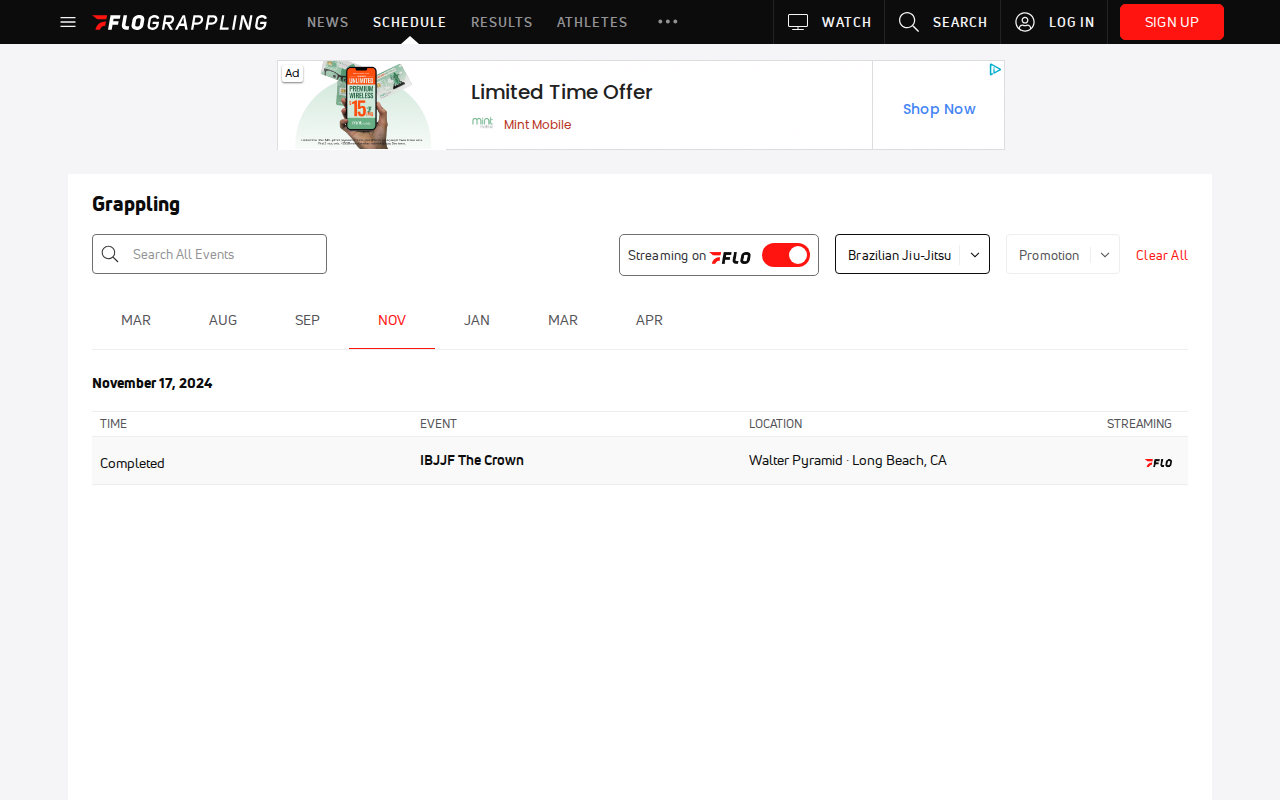 FLOGRAPPLING NEWS SCHEDULE RESULTS ATHLETES WATCH SEARCH LOG IN SIGN UP
Ad
UNLIMITED
PREMIUM
WIRELESS
Limited Time Offer
mint
Mint Mobile
Shop Now
Grappling
Search All Events
Streaming on FLO
Brazilian Jiu-Jitsu
Promotion
Clear All
MAR AUG SEP NOV JAN MAR APR
November 17, 2024
TIME EVENT LOCATION STREAMING
Completed IBJJF The Crown Walter Pyramid · Long Beach, CA FLO